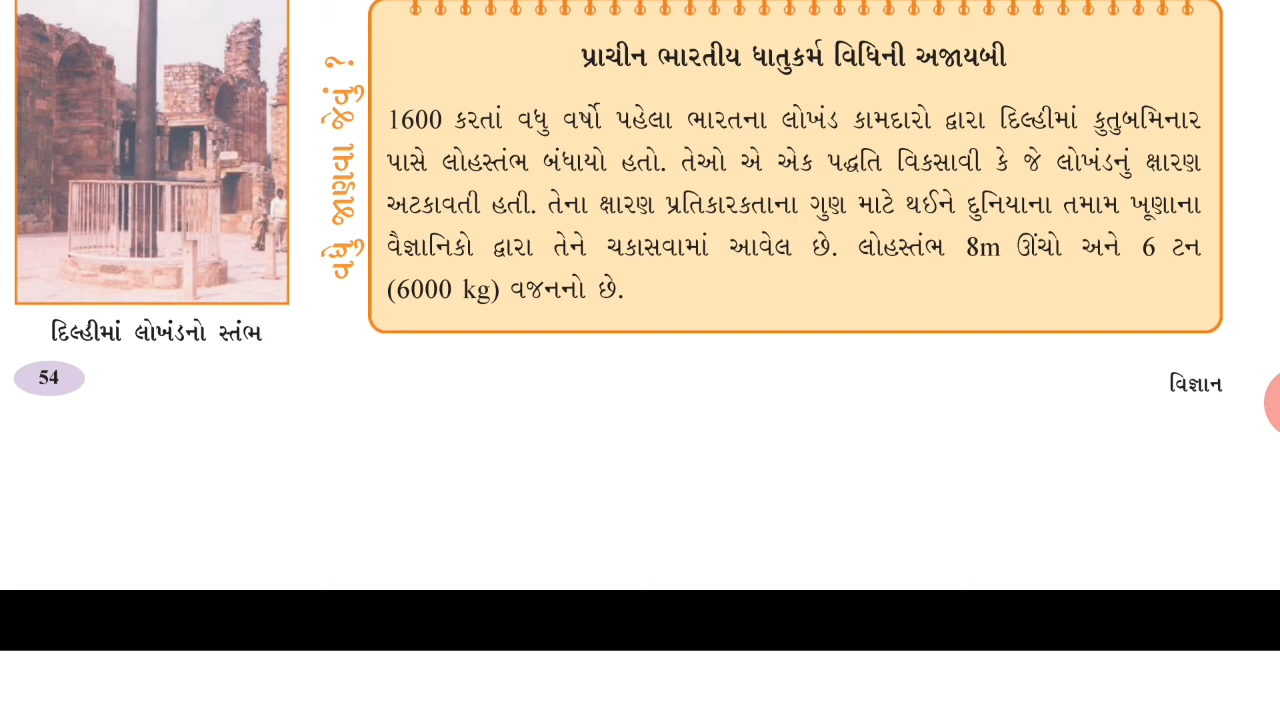 પ્રાચીન ભારતીય ધાતુકર્મ વિધિની અજાયબી
વધુ જાણવા જેવું ?
1600 કરતાં વધુ વર્ષો પહેલા ભારતના લોખંડ કામદારો દ્વારા દિલ્હીમાં કુતુબમિનાર
પાસે લોહસ્તંભ બંધાયો હતો. તેઓ એ એક પદ્ધતિ વિકસાવી કે જે લોખંડનું ક્ષારણ
અટકાવતી હતી. તેના ક્ષારણ પ્રતિકારકતાના ગુણ માટે થઈને દુનિયાના તમામ ખૂણાના
વૈજ્ઞાનિકો દ્વારા તેને ચકાસવામાં આવેલ છે. લોહસ્તંભ 8m ઊંચો અને 6 ટન
(6000 kg) વજનનો છે.
દિલ્હીમાં લોખંડનો સ્તંભ
54
વિજ્ઞાન